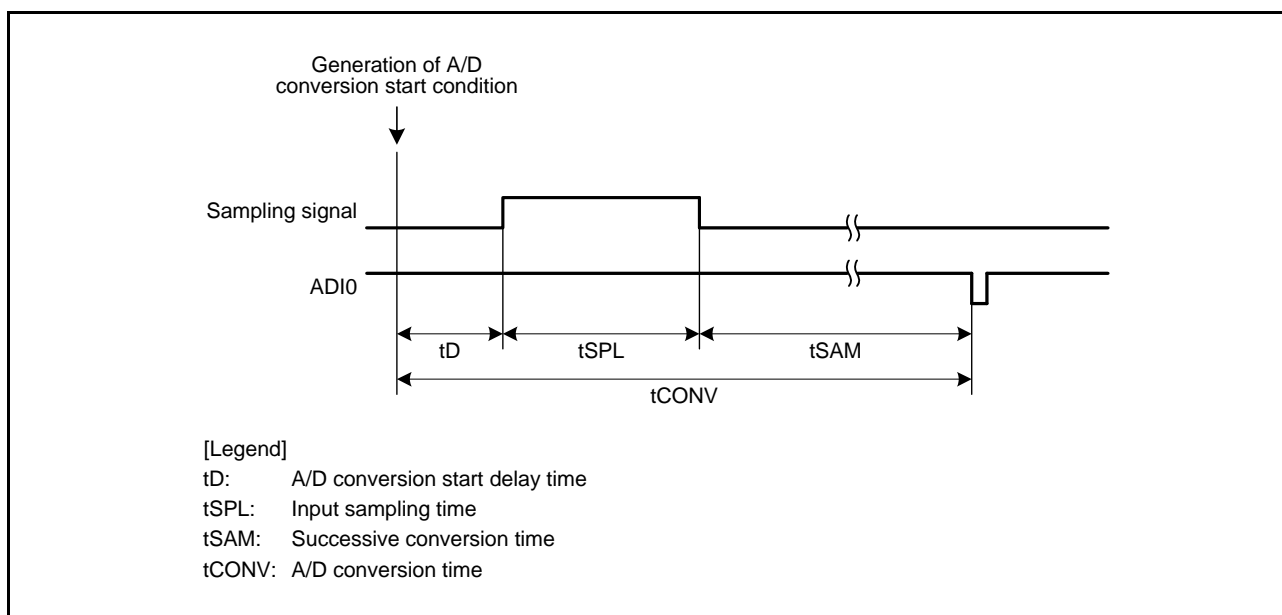 Generation of A/D
conversion start condition
Sampling signal
ADI0
tD
tSPL
tSAM
tCONV
[Legend]
tD: A/D conversion start delay time
tSPL: Input sampling time
tSAM: Successive conversion time
tCONV: A/D conversion time